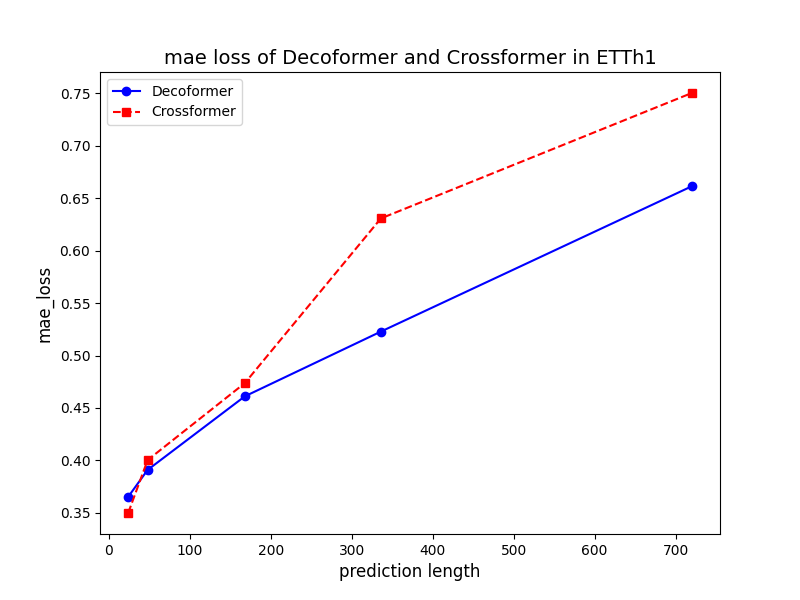 mae loss of Decoformer and Crossformer in ETTh1
Decoformer
Crossformer
0.75
0.70
0.65
0.60
0.55
0.50
0.45
0.40
0.35
mae_loss
0 100 200 300 400 500 600 700
prediction length